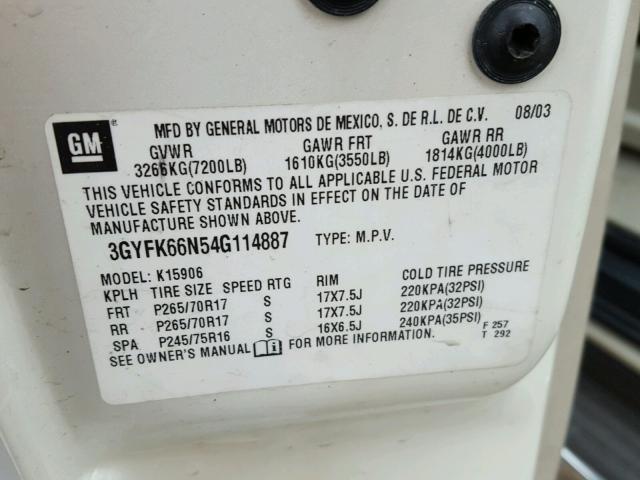 GM
MFD BY GENERAL MOTORS DE MEXICO, S. DE R.L. DE C.V. 08/03
GVWR GAWR FRT GAWR RR
3266KG(7200LB) 1610KG(3550LB) 1814KG(4000LB)
THIS VEHICLE CONFORMS TO ALL APPLICABLE U.S. FEDERAL MOTOR
VEHICLE SAFETY STANDARDS IN EFFECT ON THE DATE OF
MANUFACTURE SHOWN ABOVE.
3GYFK66N54G114887 TYPE: M.P.V.
MODEL: K15906
KPLH TIRE SIZE SPEED RTG RIM COLD TIRE PRESSURE
FRT P265/70R17 S 17X7.5J 220KPA(32PSI)
RR P265/70R17 S 17X7.5J 220KPA(32PSI)
SPA P245/75R16 S 16X6.5J 240KPA(35PSI) F 257
SEE OWNER'S MANUAL FOR MORE INFORMATION. T 292